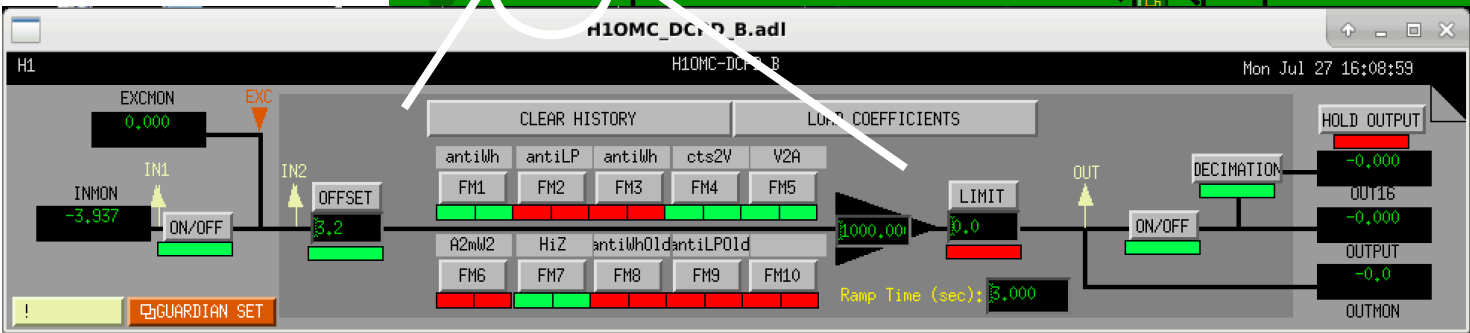 H1OMC_DCPD_B.adl
H1 H1OMC-DCPD_B Mon Jul 27 16:08:59
EXCMON EXC
0.000
CLEAR HISTORY LOAD COEFFICIENTS
HOLD OUTPUT
IN1 IN2
antiWh antiLP antiWh cts2V V2A
OUT
DECIMATION
-0.000
OUT16
INMON
-3.937
ON/OFF
OFFSET
3.2
FM1 FM2 FM3 FM4 FM5
1000.00
LIMIT
0.0
ON/OFF
-0.000
OUTPUT
A2mW2 HiZ antiWhOld antiLPOld
FM6 FM7 FM8 FM9 FM10
Ramp Time (sec): 3.000
-0.0
OUTMON
! GUARDIAN SET